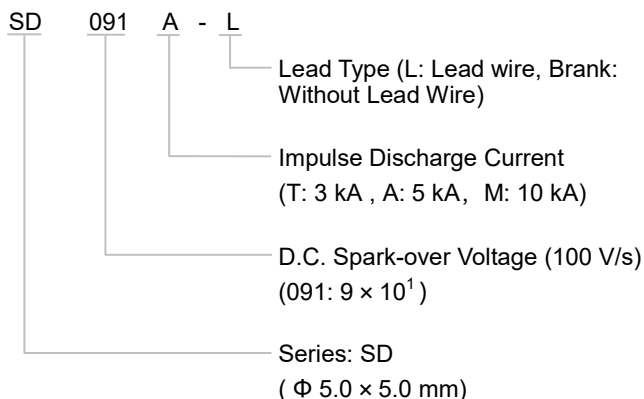 SD 091 A - L
Lead Type (L: Lead wire, Brank:
Without Lead Wire)
Impulse Discharge Current
(T: 3 kA , A: 5 kA, M: 10 kA)
D.C. Spark-over Voltage (100 V/s)
(091: 9 × 10¹ )
Series: SD
( Φ 5.0 × 5.0 mm)